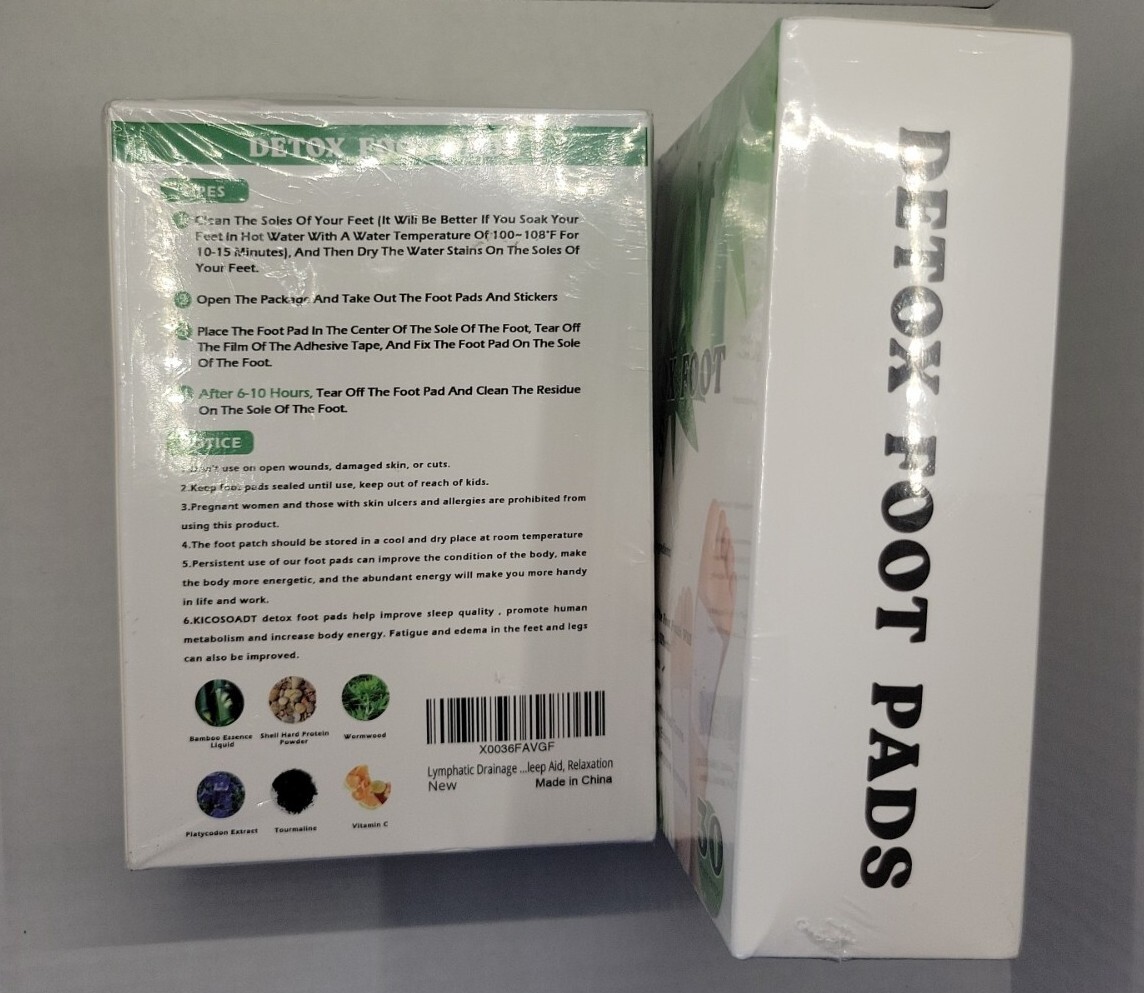 DETOX FOOT
Clean The Soles Of Your Feet (It Wili Be Better If You Soak Your
Feet In Hot Water With A Water Temperature Of 100~108°F For
10-15 Minutes), And Then Dry The Water Stains On The Soles Of
Your Feet.
2 Open The Package And Take Out The Foot Pads And Stickers
3 Place The Foot Pad In The Center Of The Sole Of The Foot, Tear Off
The Film Of The Adhesive Tape, And Fix The Foot Pad On The Sole
Of The Foot.
After 6-10 Hours, Tear Off The Foot Pad And Clean The Residue
On The Sole Of The Foot.
NOTICE
1.Don't use on open wounds, damaged skin, or cuts.
2.Keep foot pads sealed until use, keep out of reach of kids.
3.Pregnant women and those with skin ulcers and allergies are prohibited from
using this product.
4.The foot patch should be stored in a cool and dry place at room temperature
5.Persistent use of our foot pads can improve the condition of the body, make
the body more energetic, and the abundant energy will make you more handy
in life and work.
6.KICOSOADT detox foot pads help improve sleep quality , promote human
metabolism and increase body energy. Fatigue and edema in the feet and legs
can also be improved.
Bamboo Essence
Liquid
Shell Hard Protein
Powder
Wormwood
Platycodon Extract
Tourmaline
Vitamin C
X0036FAVGF
Lymphatic Drainage ...leep Aid, Relaxation
New
Made in China
FOOT
DETOX FOOT PADS